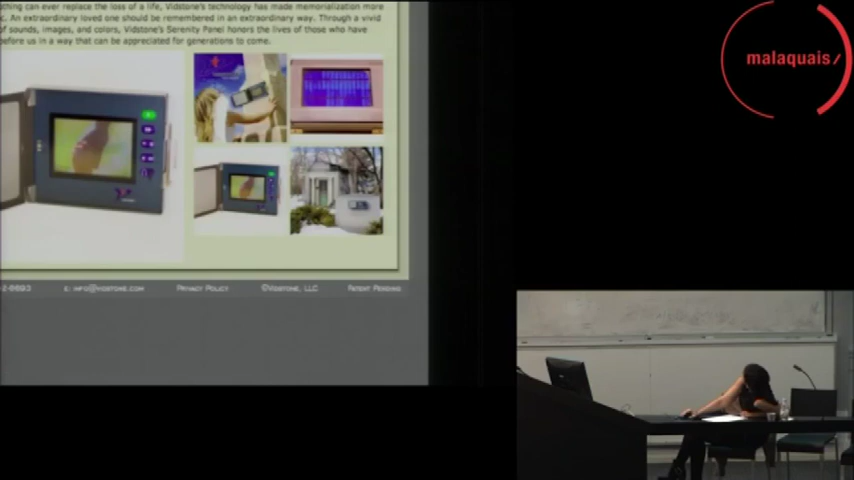 ching can ever replace the loss of a life, Vidstone's technology has made memorialization more
c. An extraordinary loved one should be remembered in an extraordinary way. Through a vivid
of sounds, images, and colors, Vidstone's Serenity Panel honors the lives of those who have
before us in a way that can be appreciated for generations to come.
malaquais/
2-6693 E: info@vidstone.com Privacy Policy ©Vidstone, LLC Patent Pending